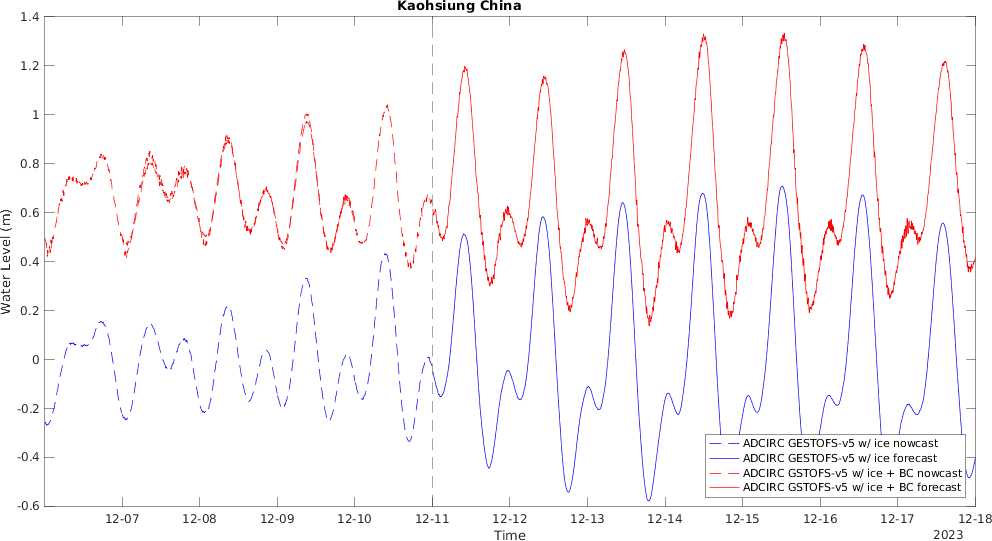 Kaohsiung China
1.4
1.2
1
0.8
0.6
0.4
0.2
0
-0.2
-0.4
-0.6
Water Level (m)
ADCIRC GESTOFS-v5 w/ ice nowcast
ADCIRC GESTOFS-v5 w/ ice forecast
ADCIRC GSTOFS-v5 w/ ice + BC nowcast
ADCIRC GSTOFS-v5 w/ ice + BC forecast
12-07 12-08 12-09 12-10 12-11 12-12 12-13 12-14 12-15 12-16 12-17 12-18
Time
2023